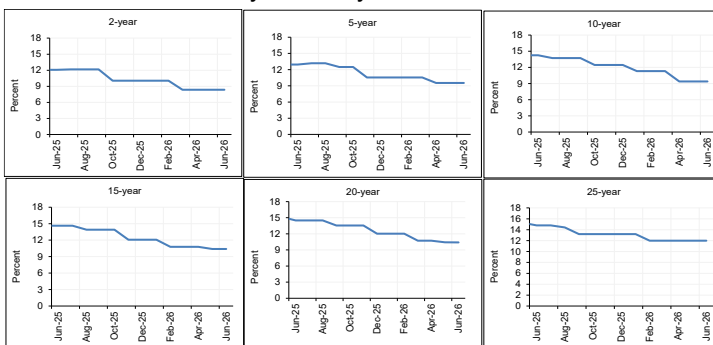 2-year
18
15
12
9
6
3
0
Percent
Jun-25
Aug-25
Oct-25
Dec-25
Feb-26
Apr-26
Jun-26
5-year
18
15
12
9
6
3
0
Percent
Jun-25
Aug-25
Oct-25
Dec-25
Feb-26
Apr-26
Jun-26
10-year
18
15
12
9
6
3
0
Percent
Jun-25
Aug-25
Oct-25
Dec-25
Feb-26
Apr-26
Jun-26
15-year
18
15
12
9
6
3
0
Percent
Jun-25
Aug-25
Oct-25
Dec-25
Feb-26
Apr-26
Jun-26
20-year
18
15
12
9
6
3
0
Percent
Jun-25
Aug-25
Oct-25
Dec-25
Feb-26
Apr-26
Jun-26
25-year
18
16
14
12
10
8
6
4
2
0
Percent
Jun-25
Aug-25
Oct-25
Dec-25
Feb-26
Apr-26
Jun-26